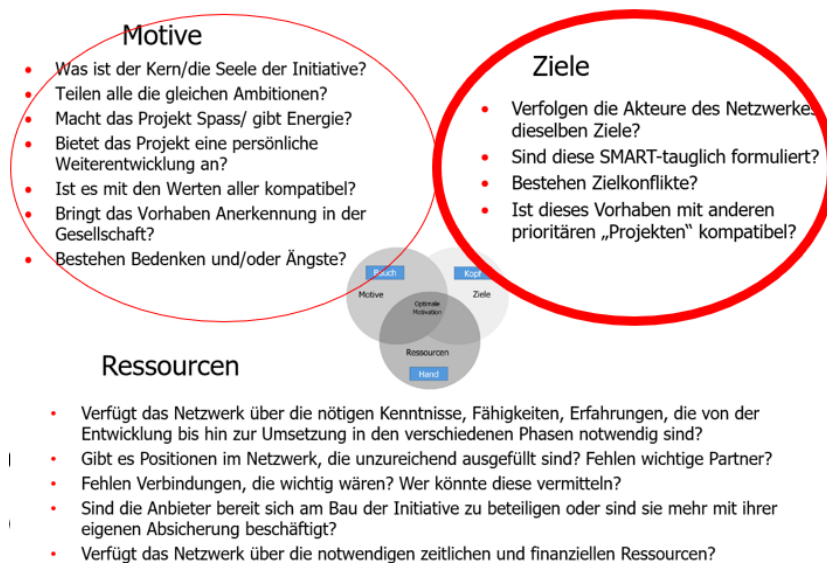 Motive
• Was ist der Kern/die Seele der Initiative?
• Teilen alle die gleichen Ambitionen?
• Macht das Projekt Spass/ gibt Energie?
• Bietet das Projekt eine persönliche
Weiterentwicklung an?
• Ist es mit den Werten aller kompatibel?
• Bringt das Vorhaben Anerkennung in der
Gesellschaft?
• Bestehen Bedenken und/oder Ängste?
Ziele
• Verfolgen die Akteure des Netzwerkes
dieselben Ziele?
• Sind diese SMART-tauglich formuliert?
• Bestehen Zielkonflikte?
• Ist dieses Vorhaben mit anderen
prioritären „Projekten“ kompatibel?
Bauch
Kopf
Motive
Ziele
Optimale
Motivation
Ressourcen
Hand
Ressourcen
• Verfügt das Netzwerk über die nötigen Kenntnisse, Fähigkeiten, Erfahrungen, die von der
Entwicklung bis hin zur Umsetzung in den verschiedenen Phasen notwendig sind?
• Gibt es Positionen im Netzwerk, die unzureichend ausgefüllt sind? Fehlen wichtige Partner?
• Fehlen Verbindungen, die wichtig wären? Wer könnte diese vermitteln?
• Sind die Anbieter bereit sich am Bau der Initiative zu beteiligen oder sind sie mehr mit ihrer
eigenen Absicherung beschäftigt?
• Verfügt das Netzwerk über die notwendigen zeitlichen und finanziellen Ressourcen?